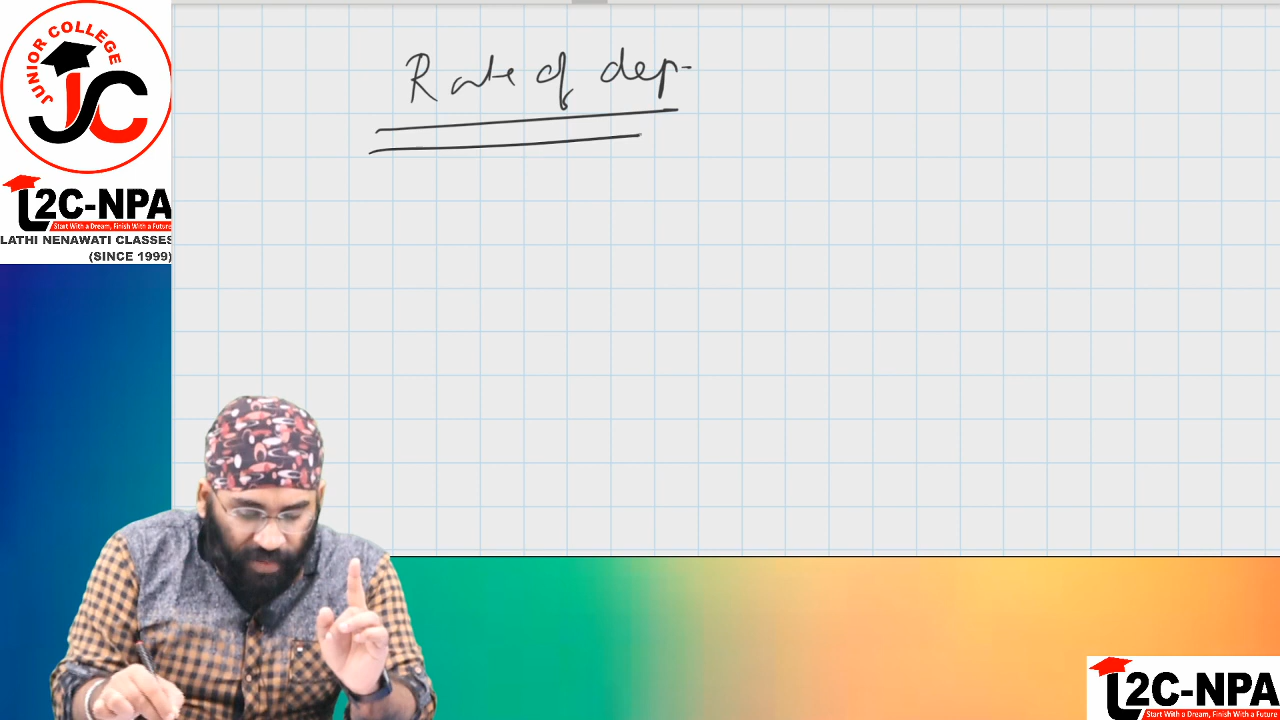 JUNIOR COLLEGE
JC
L2C-NPA
Start With a Dream, Finish With a Future
LATHI NENAWATI CLASSES
(SINCE 1999)
Rate of dep.
L2C-NPA
Start With a Dream, Finish With a Future